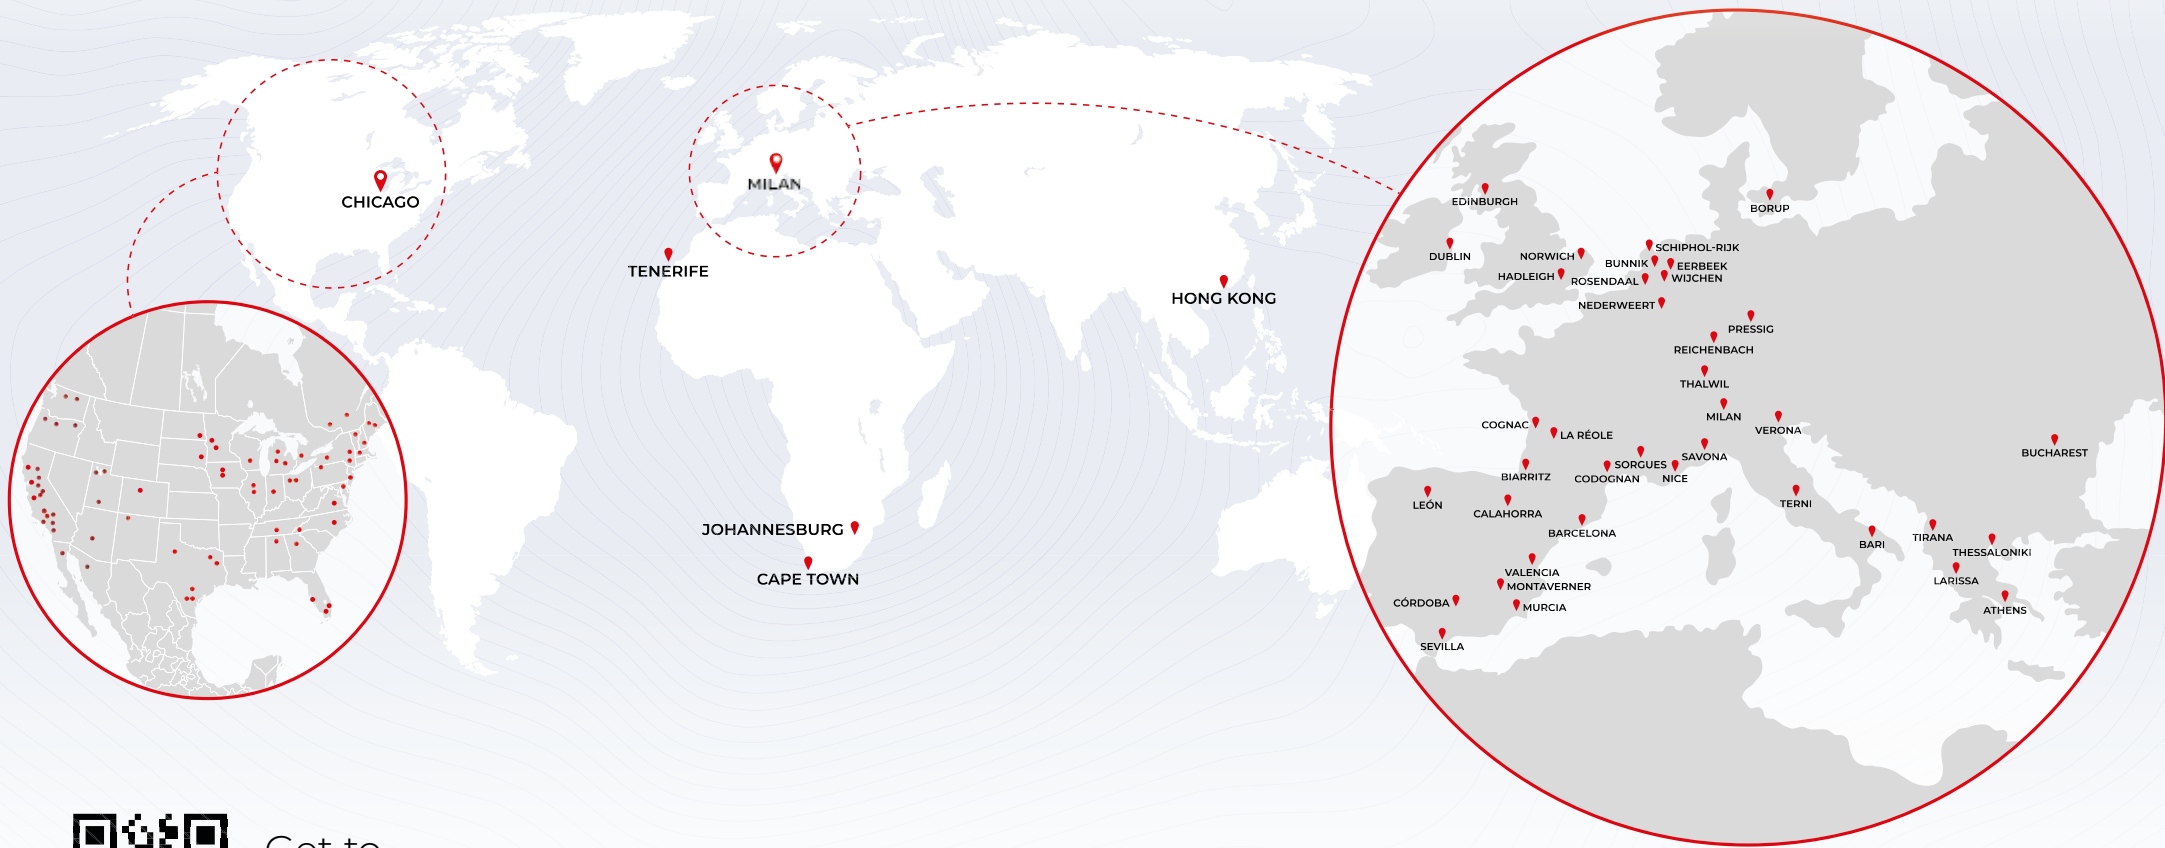 CHICAGO
MILAN
TENERIFE
HONG KONG
JOHANNESBURG
CAPE TOWN
EDINBURGH
BORUP
DUBLIN
NORWICH
SCHIPHOL-RIJK
BUNNIK
EERBEEK
HADLEIGH
ROSENDAAL
WIJCHEN
NEDERWEERT
PRESSIG
REICHENBACH
THALWIL
MILAN
COGNAC
LA RÉOLE
VERONA
SAVONA
BUCHAREST
SORGUES
BIARRITZ
CODOGNAN
NICE
LEÓN
CALAHORRA
TERNI
BARCELONA
BARI
TIRANA
THESSALONIKI
VALENCIA
LARISSA
MONTAVERNER
CÓRDOBA
MURCIA
ATHENS
SEVILLA
Get to